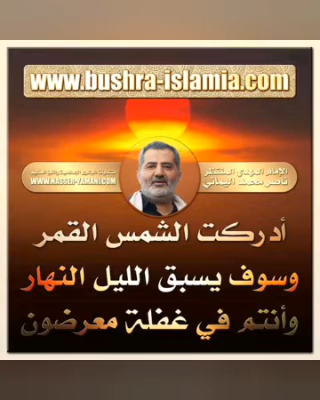 www.bushra-islamia.com
الإمام المهدي المنتظر
ناصر محمد اليماني
WWW.NASSER-YAMANI.COM
أدركت الشمس القمر
وسوف يسبق الليل النهار
وأنتم في غفلة معرضون